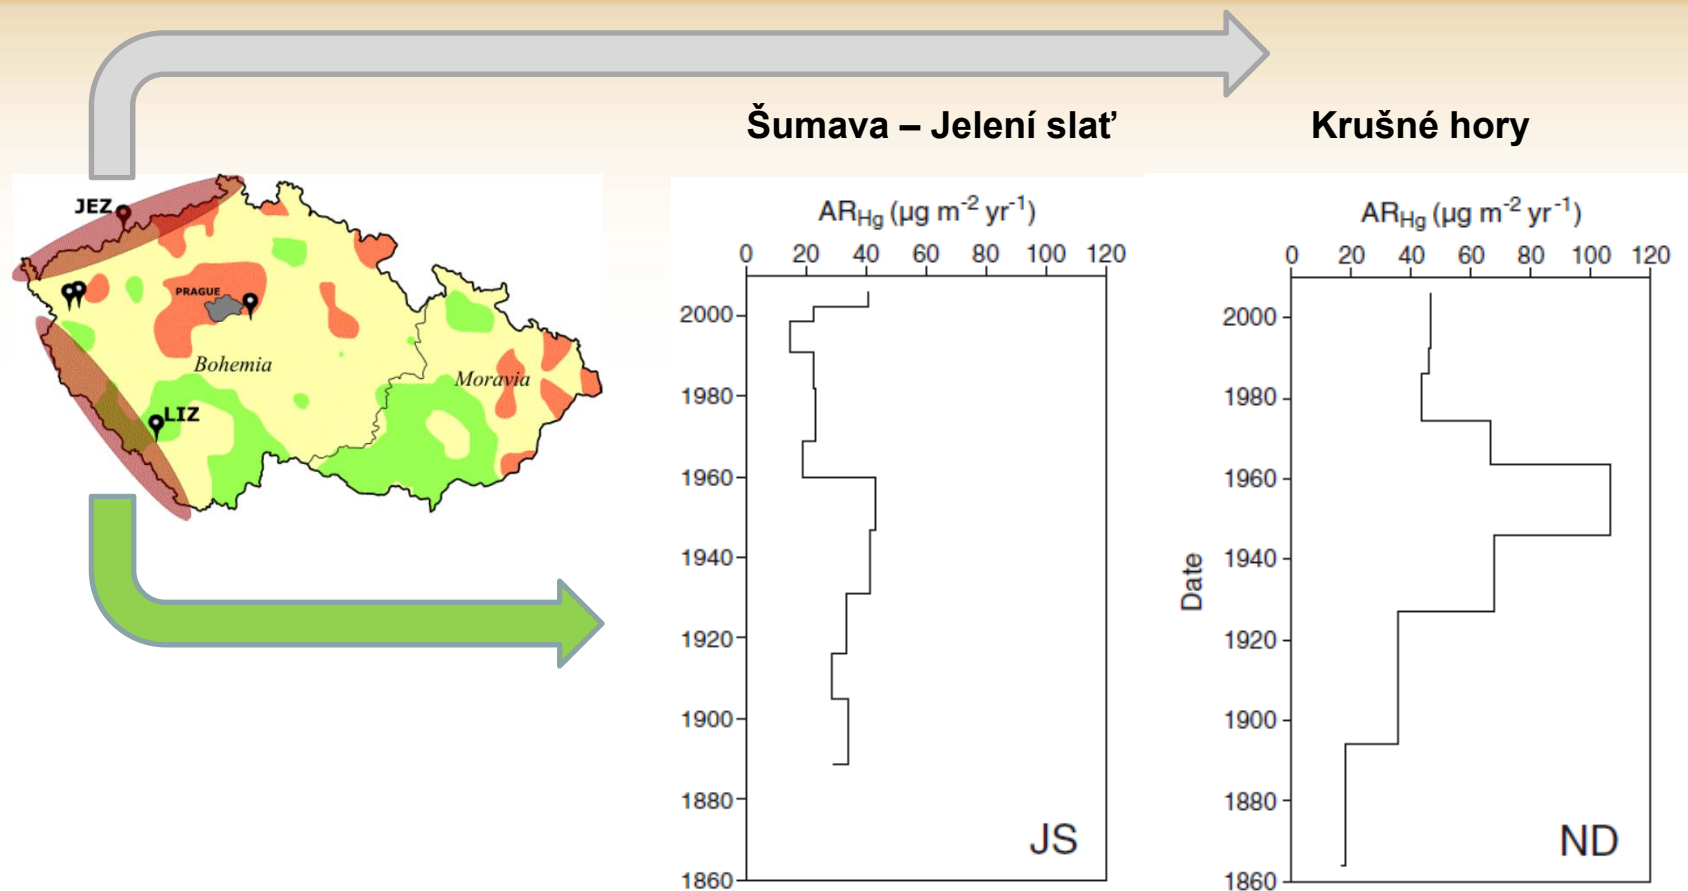 Šumava – Jelení slať
Krušné hory
JEZ
PRAGUE
Bohemia
Moravia
LIZ
AR_Hg (µg m⁻² yr⁻¹)
0 20 40 60 80 100 120
2000
1980
1960
1940
1920
1900
1880
1860
JS
AR_Hg (µg m⁻² yr⁻¹)
0 20 40 60 80 100 120
Date
2000
1980
1960
1940
1920
1900
1880
1860
ND